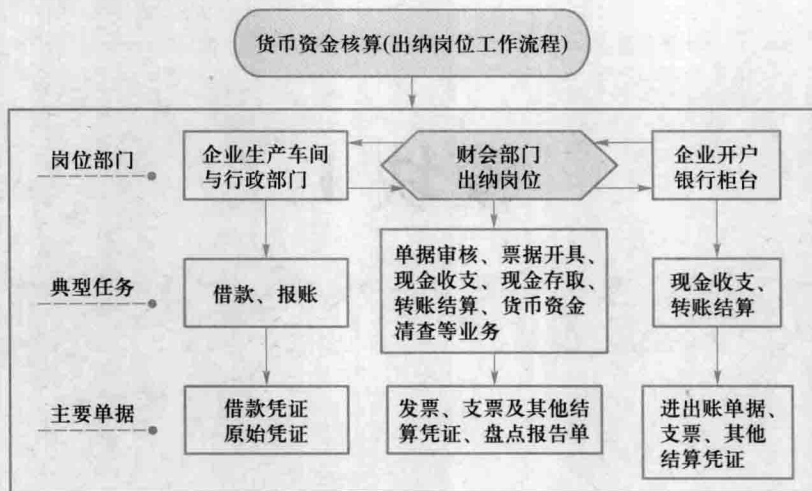 货币资金核算(出纳岗位工作流程)
岗位部门
企业生产车间
与行政部门
财会部门
出纳岗位
企业开户
银行柜台
典型任务
借款、报账
单据审核、票据开具、
现金收支、现金存取、
转账结算、货币资金
清查等业务
现金收支、
转账结算
主要单据
借款凭证
原始凭证
发票、支票及其他结
算凭证、盘点报告单
进出账单据、
支票、其他
结算凭证